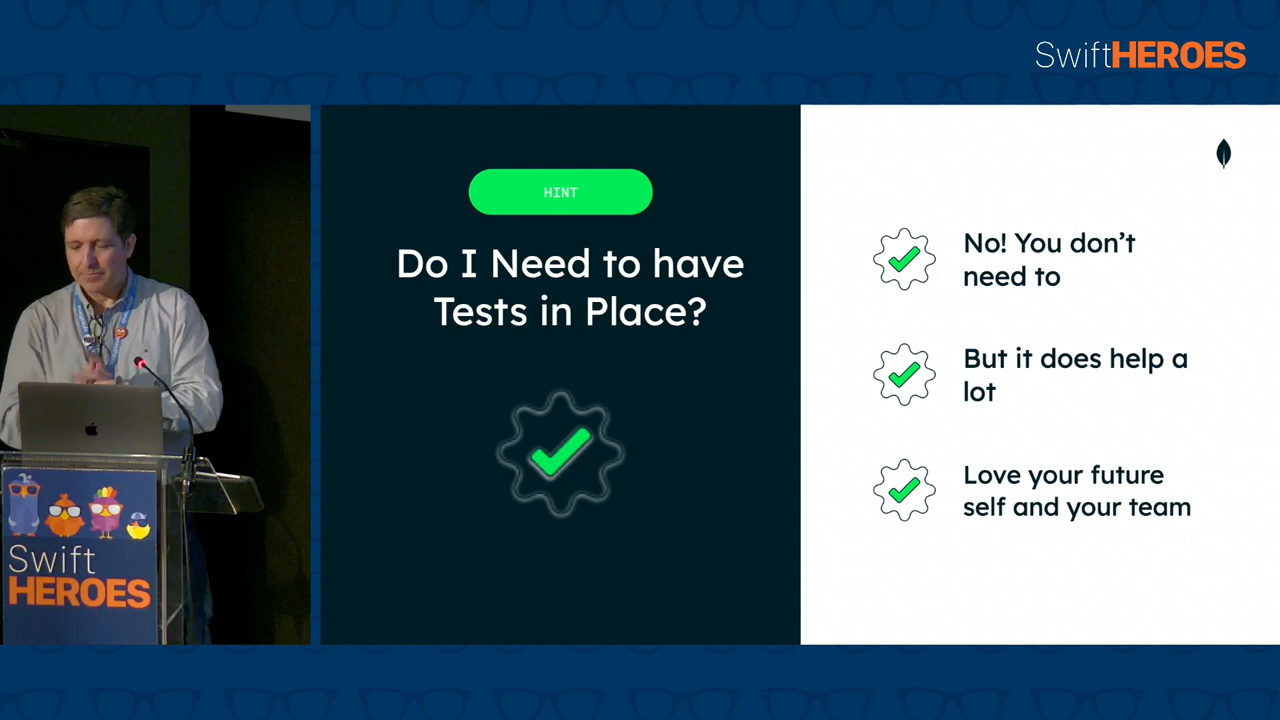 SwiftHEROES
HINT
Do I Need to have
Tests in Place?
No! You don’t
need to
But it does help a
lot
Love your future
self and your team
Swift
HEROES